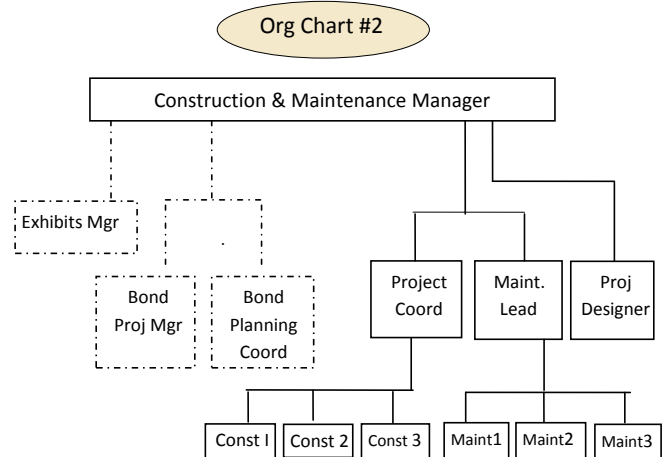 Org Chart #2
Construction & Maintenance Manager
Exhibits Mgr
.
Bond
Proj Mgr
Bond
Planning
Coord
Project
Coord
Maint.
Lead
Proj
Designer
Const I
Const 2
Const 3
Maint1
Maint2
Maint3